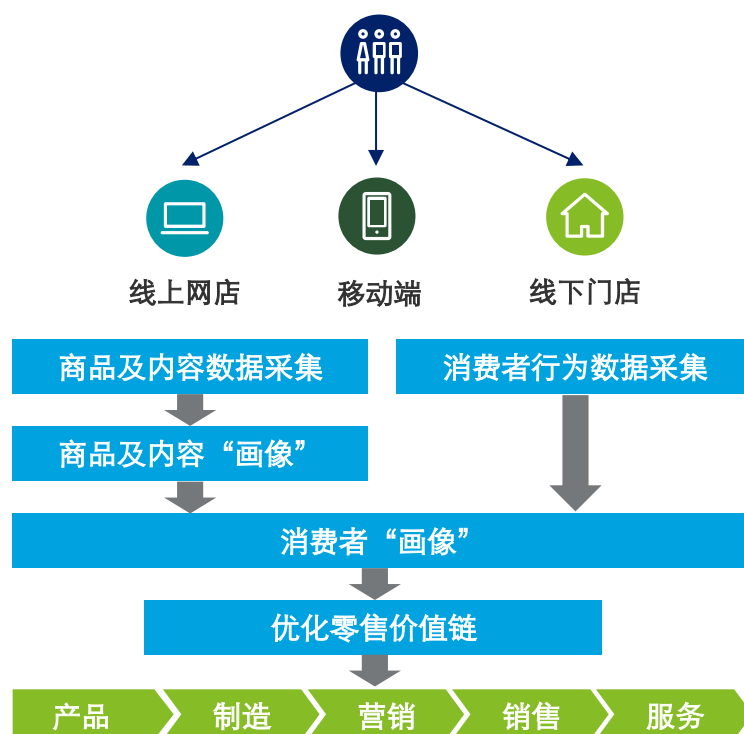 线上网店
移动端
线下门店
商品及内容数据采集
消费者行为数据采集
商品及内容“画像”
消费者“画像”
优化零售价值链
产品
制造
营销
销售
服务